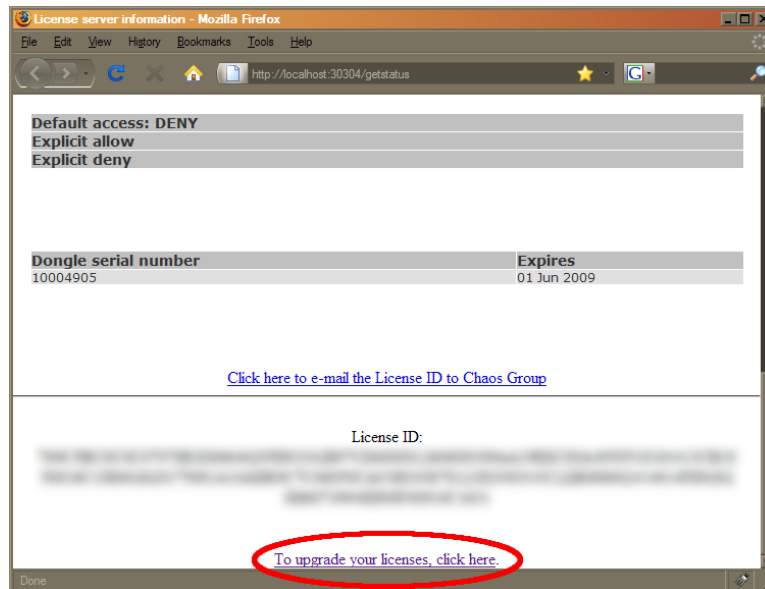 License server information - Mozilla Firefox
File Edit View History Bookmarks Tools Help
http://localhost:30304/getstatus G
Default access: DENY
Explicit allow
Explicit deny
Dongle serial number Expires
10004905 01 Jun 2009
Click here to e-mail the License ID to Chaos Group
License ID:
To upgrade your licenses, click here.
Done